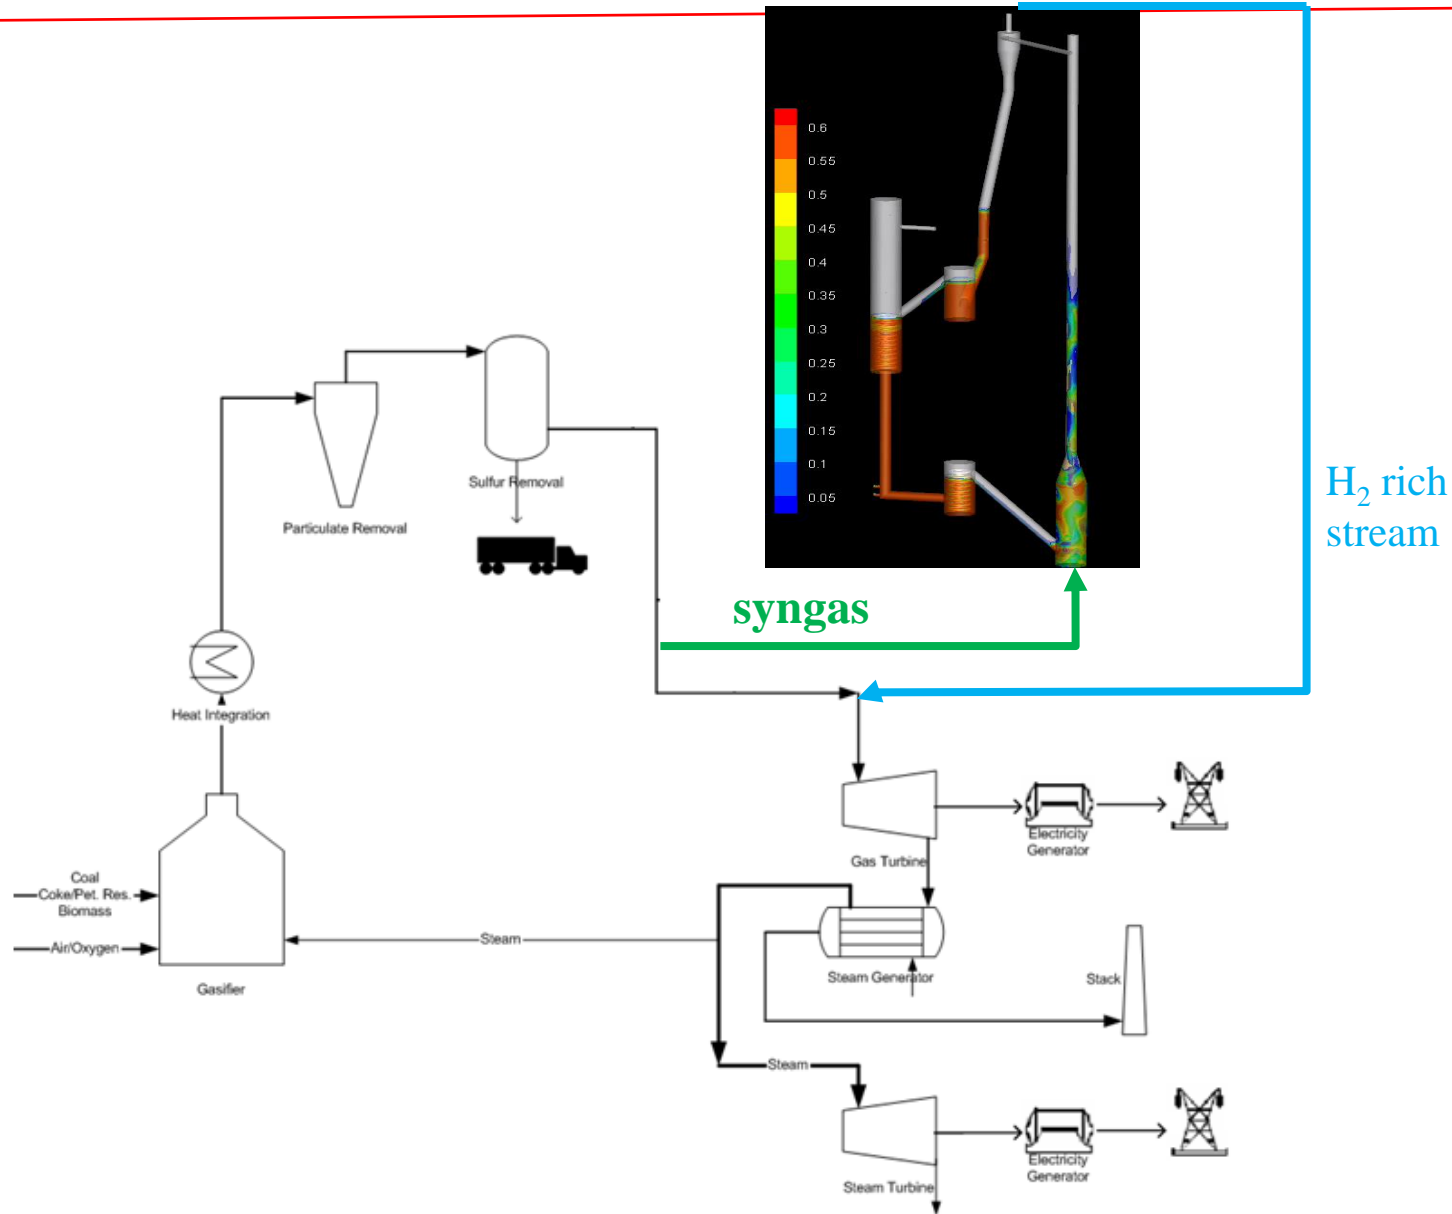 0.6
0.55
0.5
0.45
0.4
0.35
0.3
0.25
0.2
0.15
0.1
0.05
H₂ rich
stream
Sulfur Removal
Particulate Removal
syngas
Heat Integration
Electricity
Generator
Gas Turbine
Coal
Coke/Pet. Res.
Biomass
Air/Oxygen
Steam
Gasifier
Steam Generator
Stack
Steam
Electricity
Generator
Steam Turbine